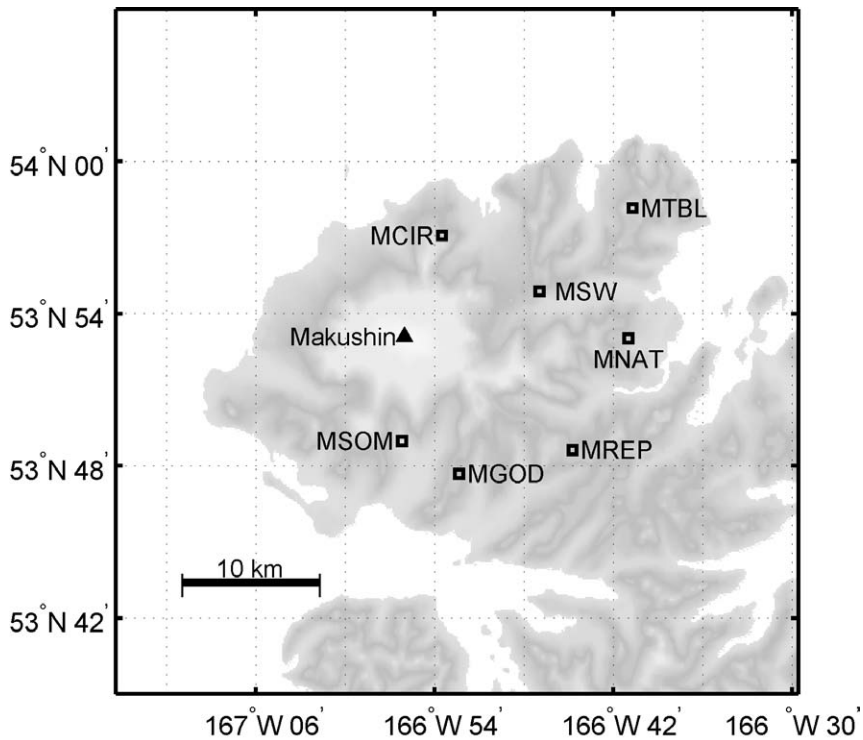 54°N 00'
MTBL
MCIR
MSW
53°N 54'
Makushin
MNAT
MSOM
MREP
53°N 48'
MGOD
10 km
53°N 42'
167°W 06'
166°W 54'
166°W 42'
166°W 30'